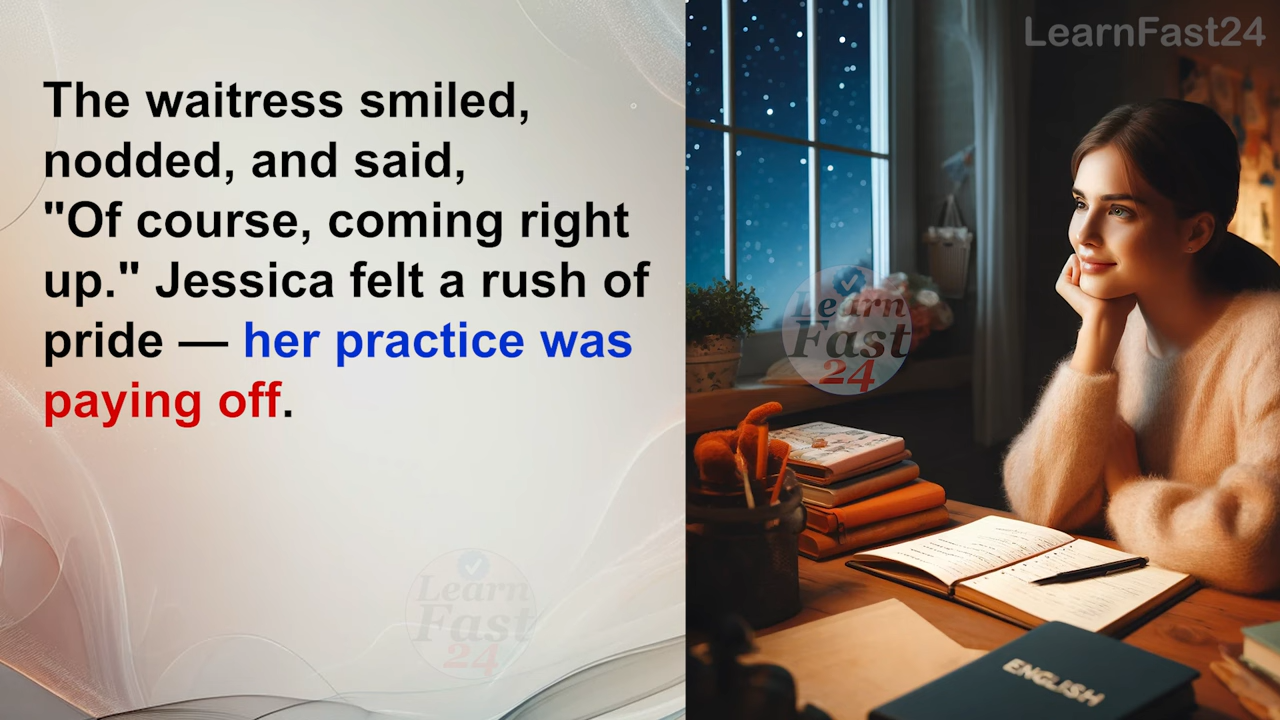 The waitress smiled,
nodded, and said,
"Of course, coming right
up." Jessica felt a rush of
pride — her practice was
paying off.
Learn
Fast
24
LearnFast24
Learn
Fast
24
ENGLISH